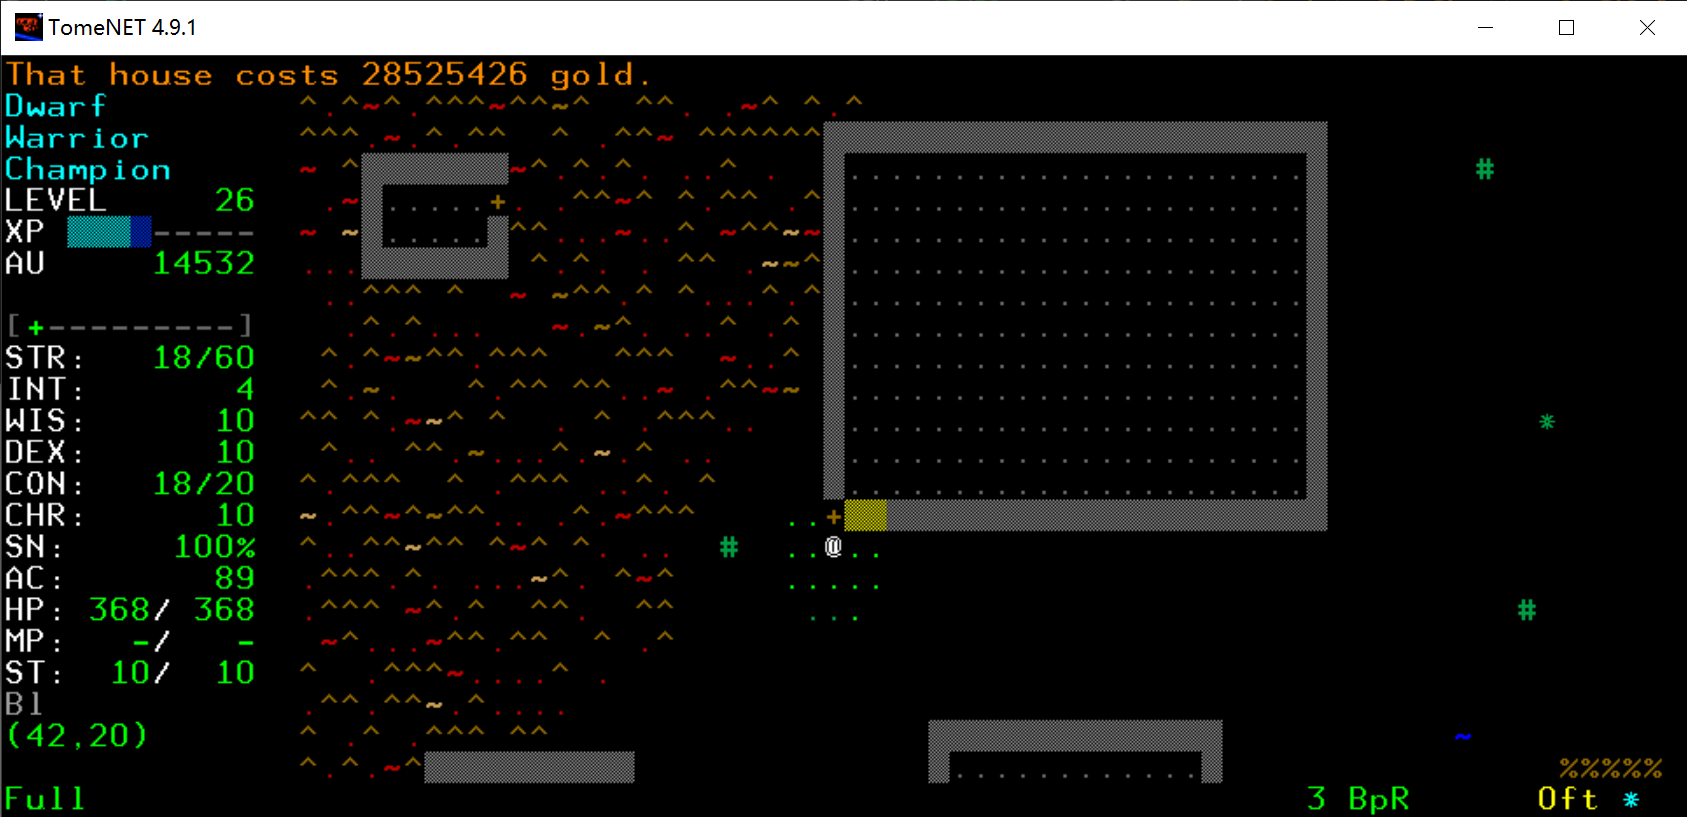 TomeNET 4.9.1
That house costs 28525426 gold.
Dwarf
Warrior
Champion
LEVEL 26
XP
AU 14532
[+---------]
STR: 18/60
INT: 4
WIS: 10
DEX: 10
CON: 18/20
CHR: 10
SN: 100%
AC: 89
HP: 368/ 368
MP: -/ -
ST: 10/ 10
Bl
(42,20)
Full 3 BpR 0ft *